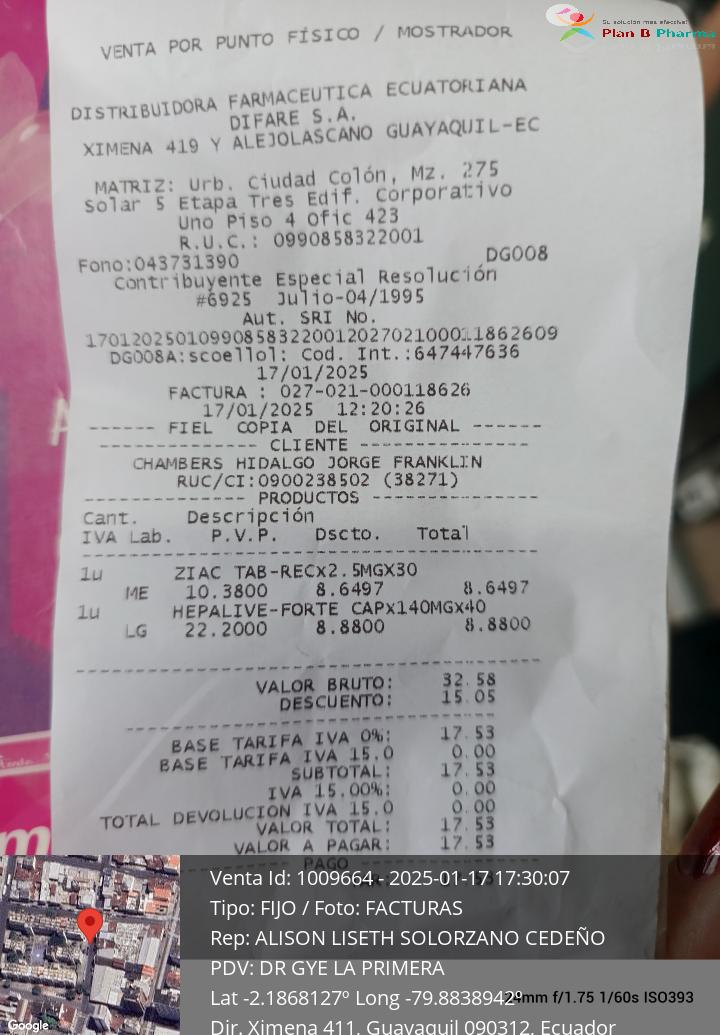 Su solución más efectiva!
Plan B Pharma
VENTA POR PUNTO FÍSICO / MOSTRADOR
DISTRIBUIDORA FARMACEUTICA ECUATORIANA
DIFARE S.A.
XIMENA 419 Y ALEJOLASCANO GUAYAQUIL-EC
MATRIZ: Urb. Ciudad Colón, Mz. 275
Solar 5 Etapa Tres Edif. Corporativo
Uno Piso 4 Ofic 423
R.U.C.: 0990858322001
Fono:043731390 DG008
Contribuyente Especial Resolución
#6925 Julio-04/1995
Aut. SRI No.
17012025010990858322001202702100011862609
DG008A:scoellol: Cod. Int.:647447636
17/01/2025
FACTURA : 027-021-000118626
17/01/2025 12:20:26
------ FIEL COPIA DEL ORIGINAL ------
--------------- CLIENTE ----------------
CHAMBERS HIDALGO JORGE FRANKLIN
RUC/CI:0900238502 (38271)
-------------- PRODUCTOS ---------------
Cant. Descripción
IVA Lab. P.V.P. Dscto. Total
1u ZIAC TAB-RECx2.5MGX30
ME 10.3800 8.6497 8.6497
1u HEPALIVE-FORTE CAPx140MGx40
LG 22.2000 8.8800 8.8800
VALOR BRUTO: 32.58
DESCUENTO: 15.05
BASE TARIFA IVA 0%: 17.53
BASE TARIFA IVA 15.0 0.00
SUBTOTAL: 17.53
IVA 15.00%: 0.00
TOTAL DEVOLUCION IVA 15.0 0.00
VALOR TOTAL: 17.53
VALOR A PAGAR: 17.53
PAGO
Venta Id: 1009664 - 2025-01-17 17:30:07
Tipo: FIJO / Foto: FACTURAS
Rep: ALISON LISETH SOLORZANO CEDEÑO
PDV: DR GYE LA PRIMERA
Lat -2.1868127º Long -79.8838942º
24mm f/1.75 1/60s ISO393
Dir. Ximena 411, Guayaquil 090312, Ecuador
Google